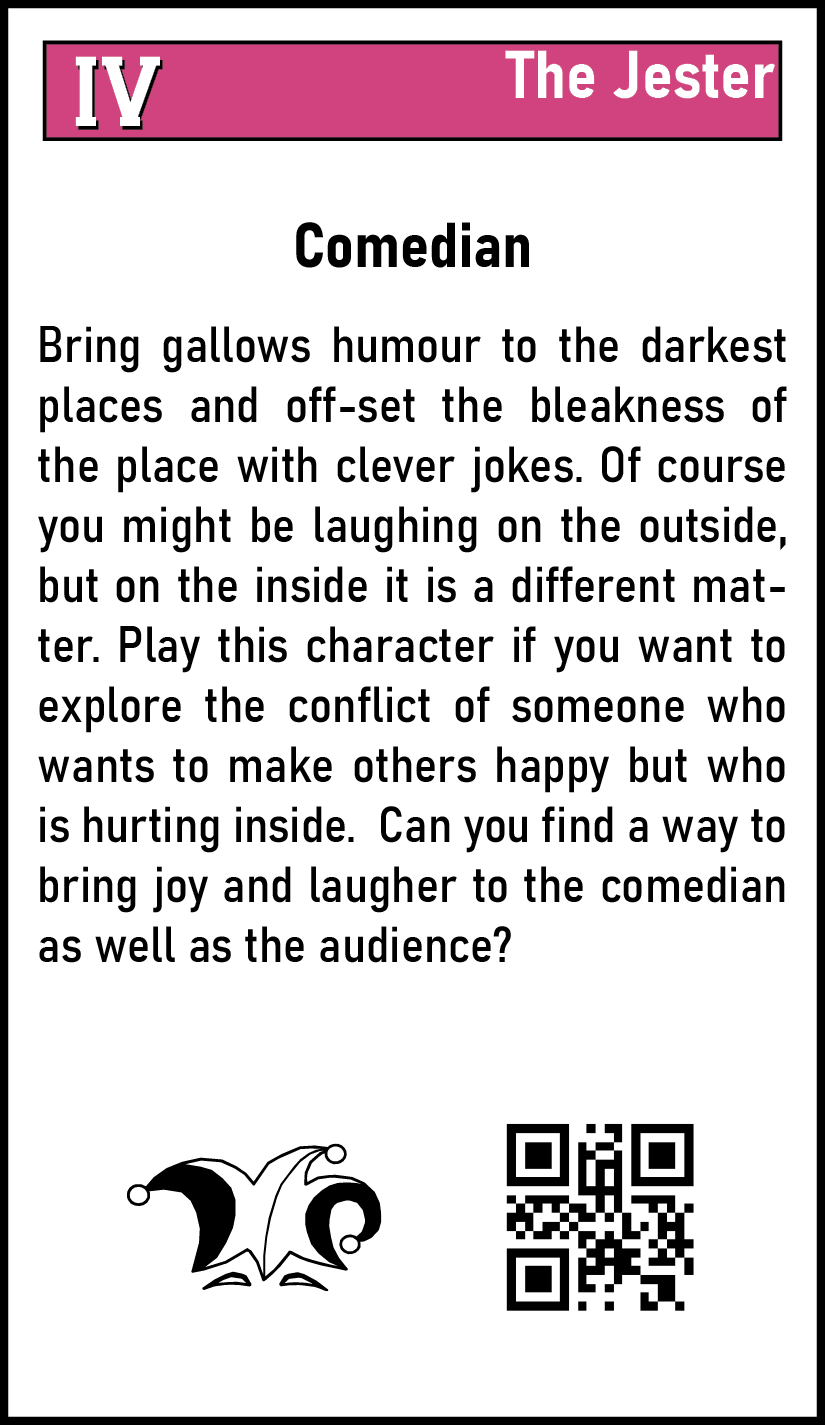 IV
The Jester
Comedian
Bring gallows humour to the darkest
places and off-set the bleakness of
the place with clever jokes. Of course
you might be laughing on the outside,
but on the inside it is a different mat-
ter. Play this character if you want to
explore the conflict of someone who
wants to make others happy but who
is hurting inside.  Can you find a way to
bring joy and laugher to the comedian
as well as the audience?